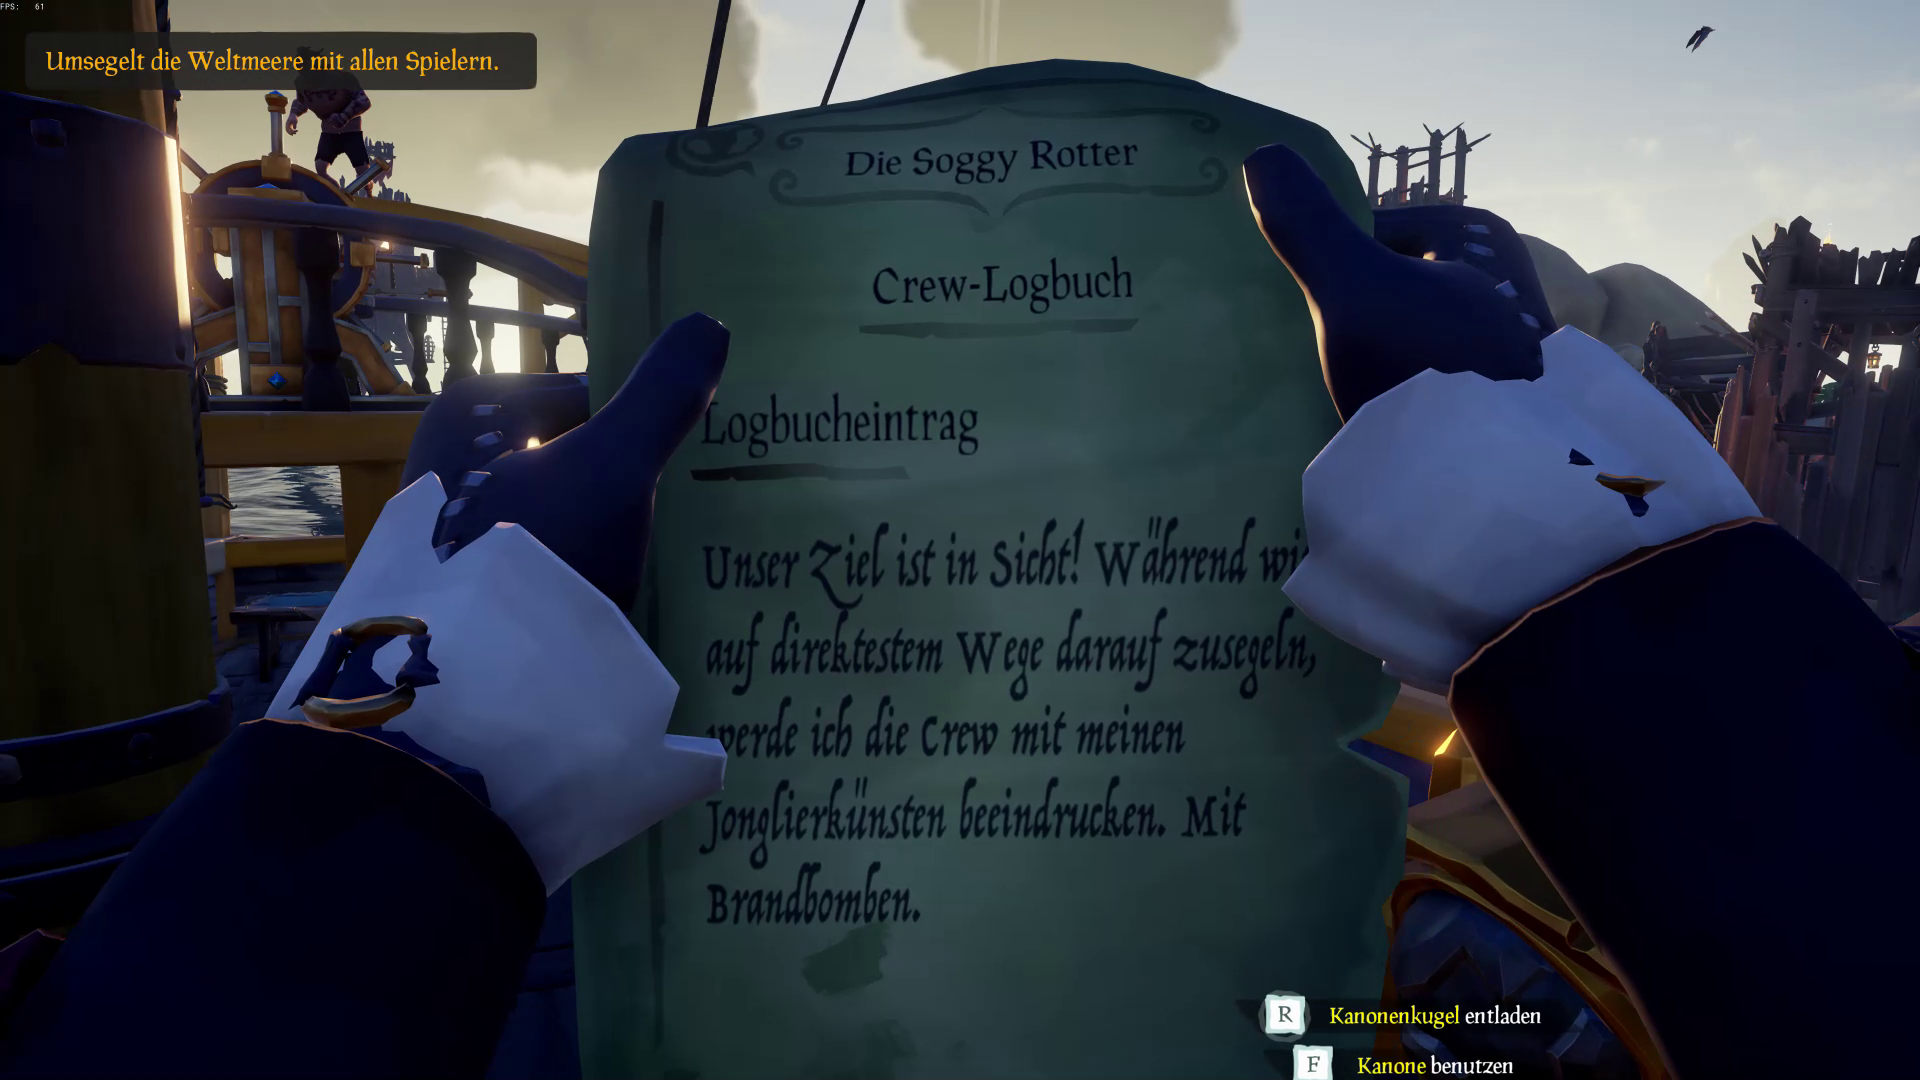 FPS: 61
Umsegelt die Weltmeere mit allen Spielern.
Die Soggy Rotter
Crew-Logbuch
Logbucheintrag
Unser Ziel ist in Sicht! Während wi
auf direktestem Wege darauf zusegeln,
werde ich die Crew mit meinen
Jonglierkünsten beeindrucken. Mit
Brandbomben.
R Kanonenkugel entladen
F Kanone benutzen